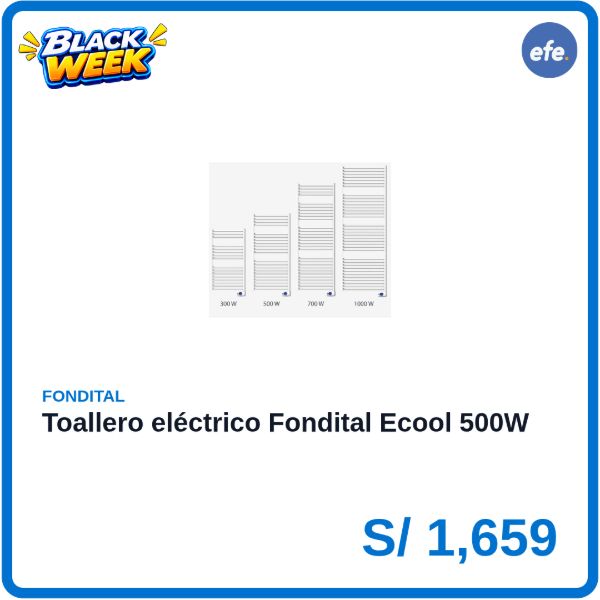 BLACK
WEEK
efe.
300 W
500 W
700 W
1000 W
FONDITAL
Toallero eléctrico Fondital Ecool 500W
S/ 1,659